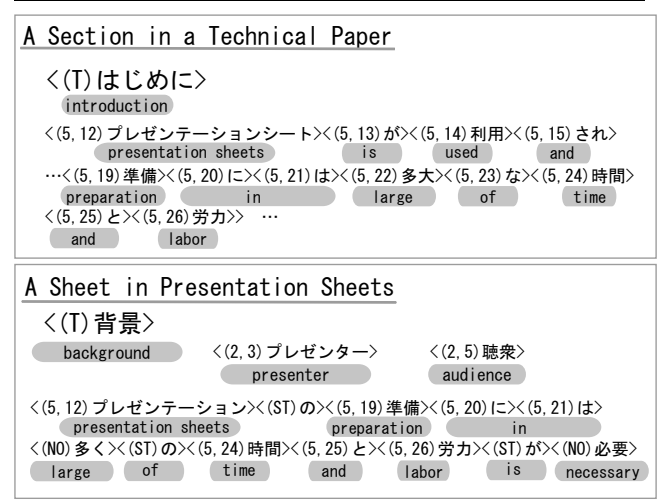 A Section in a Technical Paper
<(T)はじめに>
introduction
<(5,12)プレゼンテーションシート><(5,13)が><(5,14)利用><(5,15)され>
presentation sheets is used and
…<(5,19)準備><(5,20)に><(5,21)は><(5,22)多大><(5,23)な><(5,24)時間>
preparation in large of time
<(5,25)と><(5,26)労力>> …
and labor
A Sheet in Presentation Sheets
<(T)背景>
background <(2,3)プレゼンター> <(2,5)聴衆>
presenter audience
<(5,12)プレゼンテーション><(ST)の><(5,19)準備><(5,20)に><(5,21)は>
presentation sheets preparation in
<(NO)多く><(ST)の><(5,24)時間><(5,25)と><(5,26)労力><(ST)が><(NO)必要>
large of time and labor is necessary